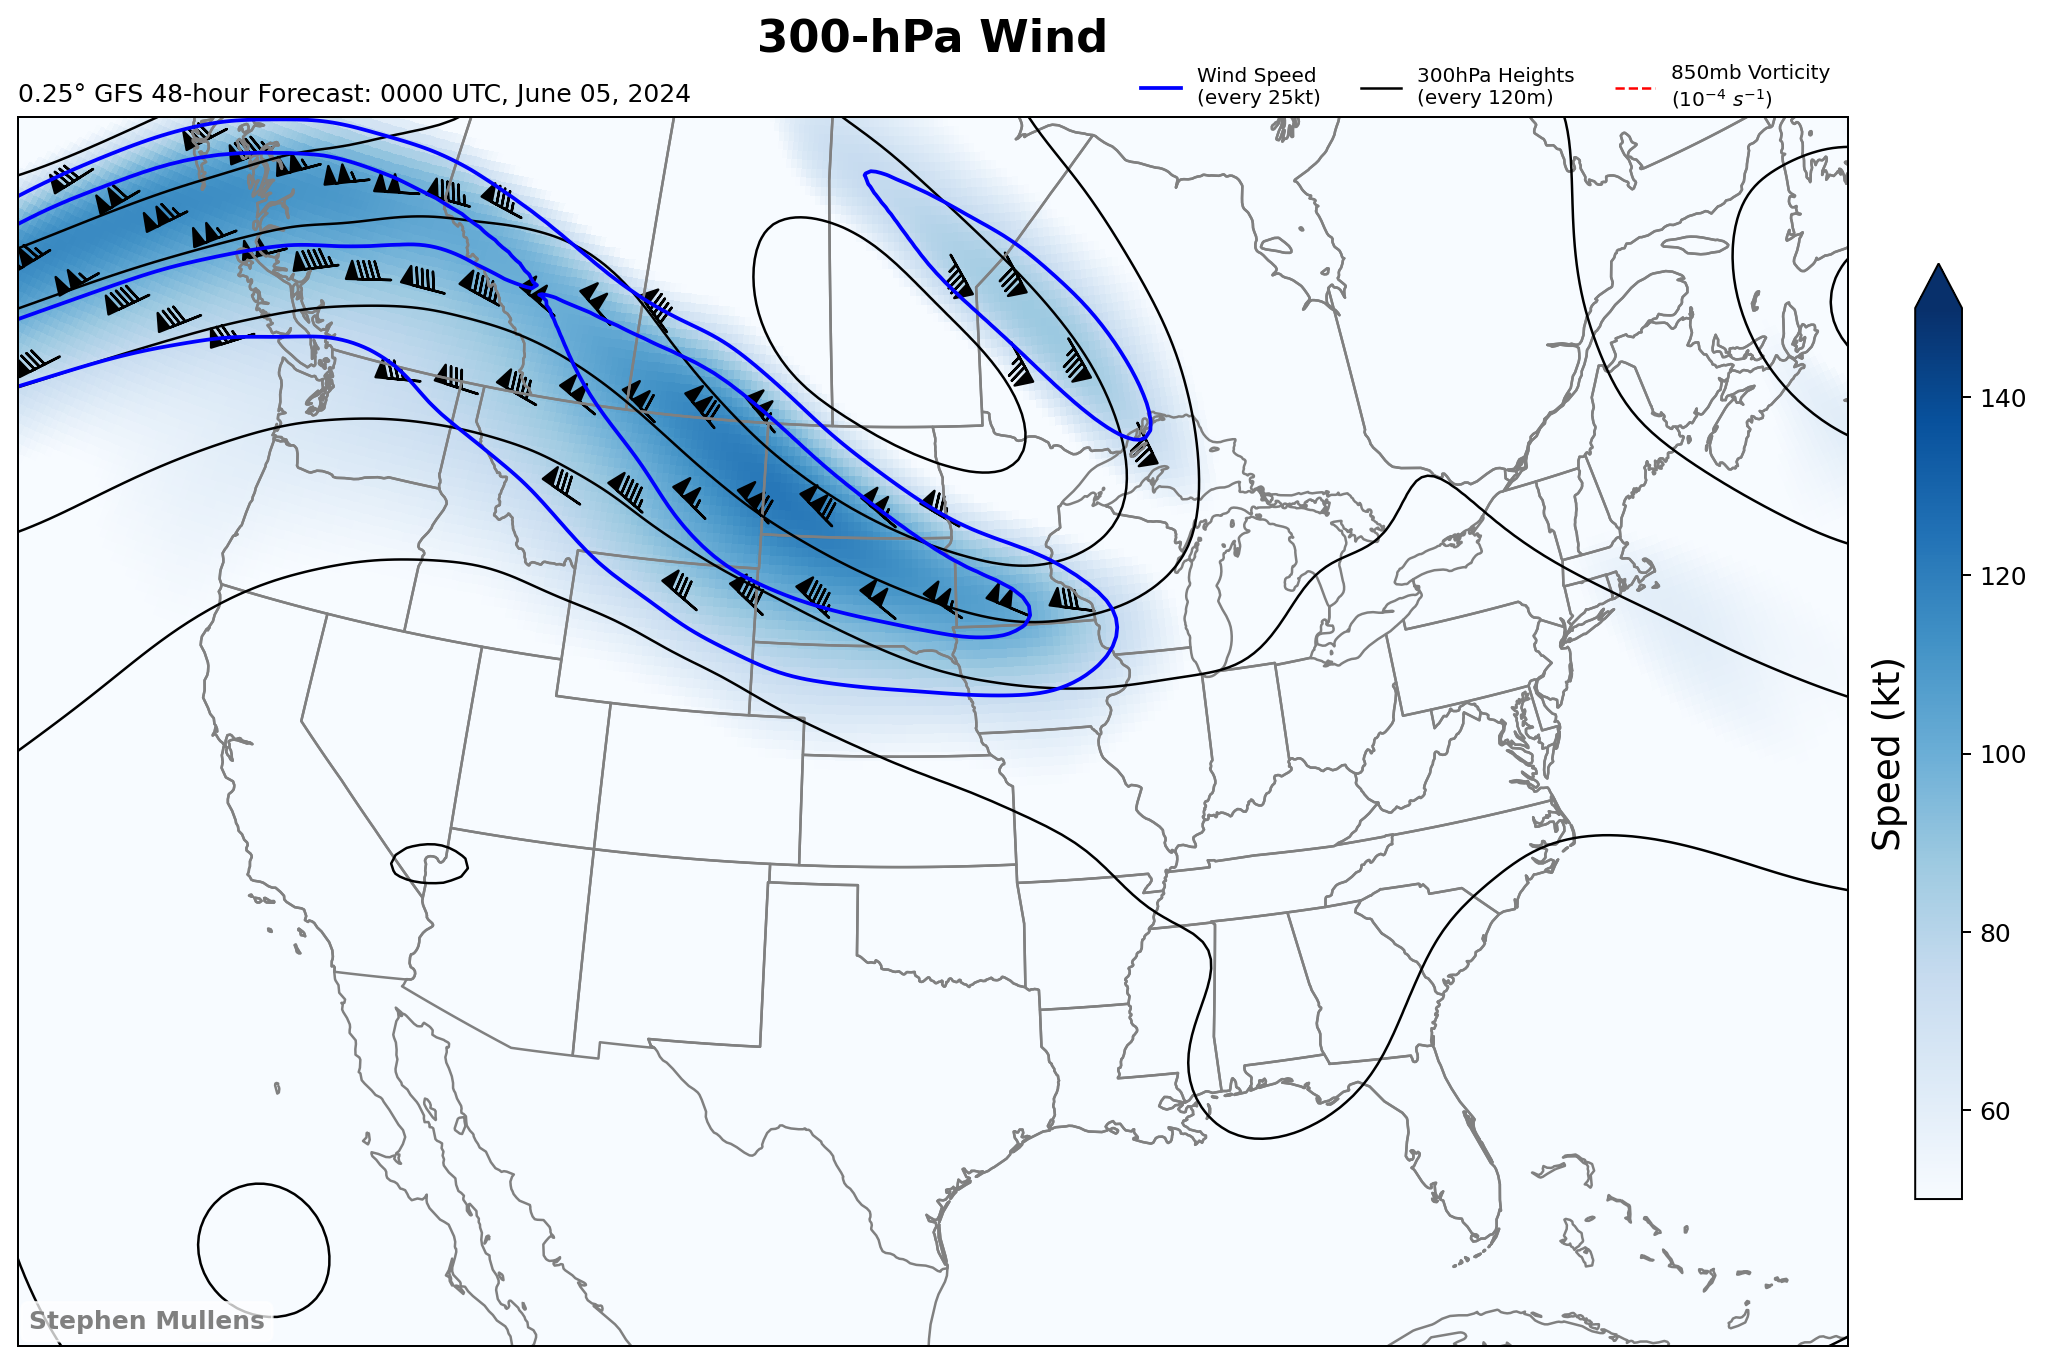 300-hPa Wind
0.25° GFS 48-hour Forecast: 0000 UTC, June 05, 2024
Wind Speed
(every 25kt)
300hPa Heights
(every 120m)
850mb Vorticity
(10⁻⁴ s⁻¹)
140
120
100
80
60
Speed (kt)
Stephen Mullens